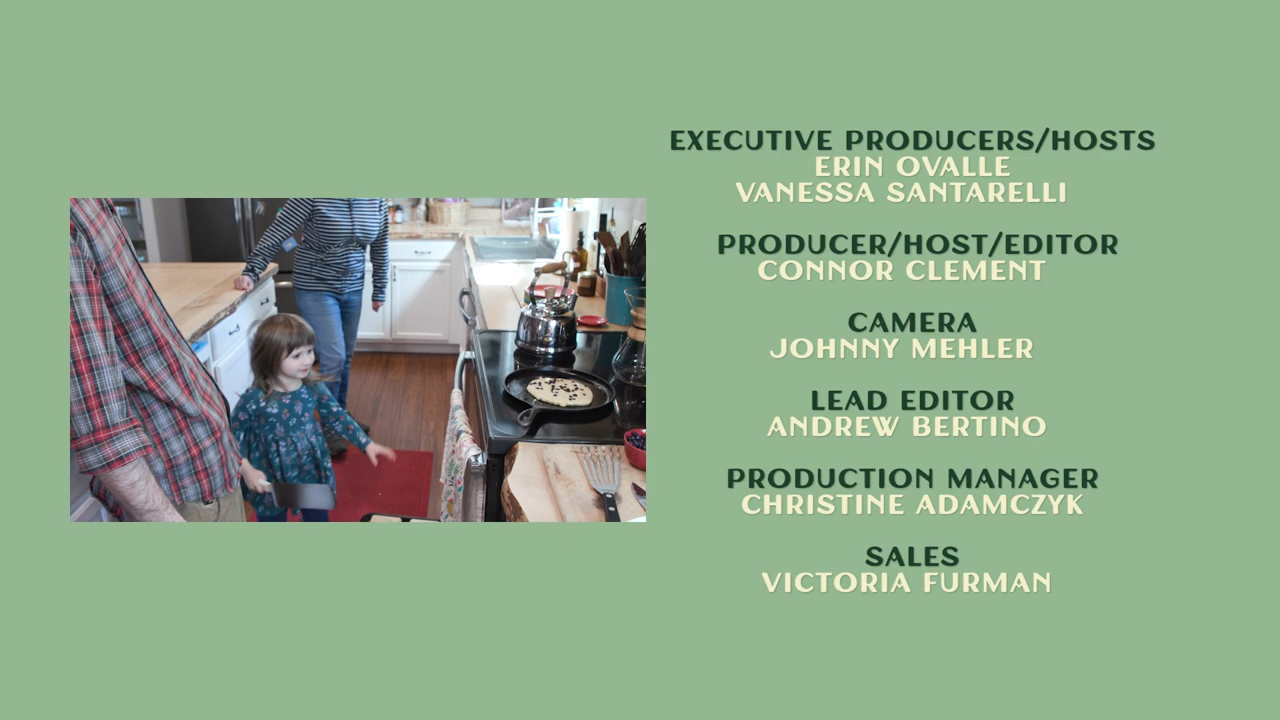 EXECUTIVE PRODUCERS/HOSTS
ERIN OVALLE
VANESSA SANTARELLI
PRODUCER/HOST/EDITOR
CONNOR CLEMENT
CAMERA
JOHNNY MEHLER
LEAD EDITOR
ANDREW BERTINO
PRODUCTION MANAGER
CHRISTINE ADAMCZYK
SALES
VICTORIA FURMAN